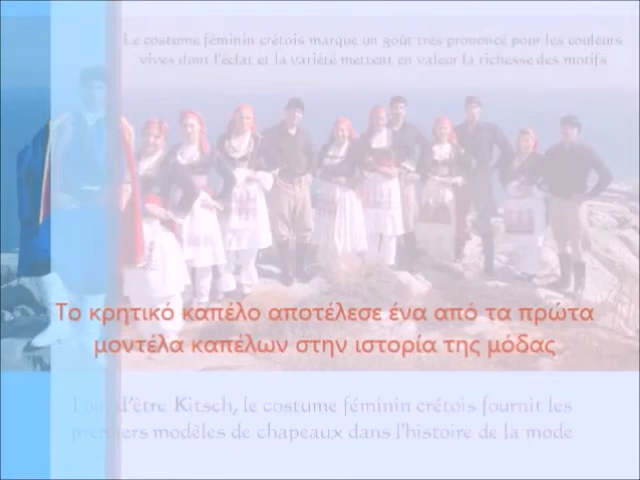 Le costume féminin crétois marque un goût très prononcé pour les couleurs
vives dont l'éclat et la variété mettent en valeur la richesse des motifs
Το κρητικό καπέλο αποτέλεσε ένα από τα πρώτα
μοντέλα καπέλων στην ιστορία της μόδας
Loin d'être Kitsch, le costume féminin crétois fournit les
premiers modèles de chapeaux dans l'histoire de la mode